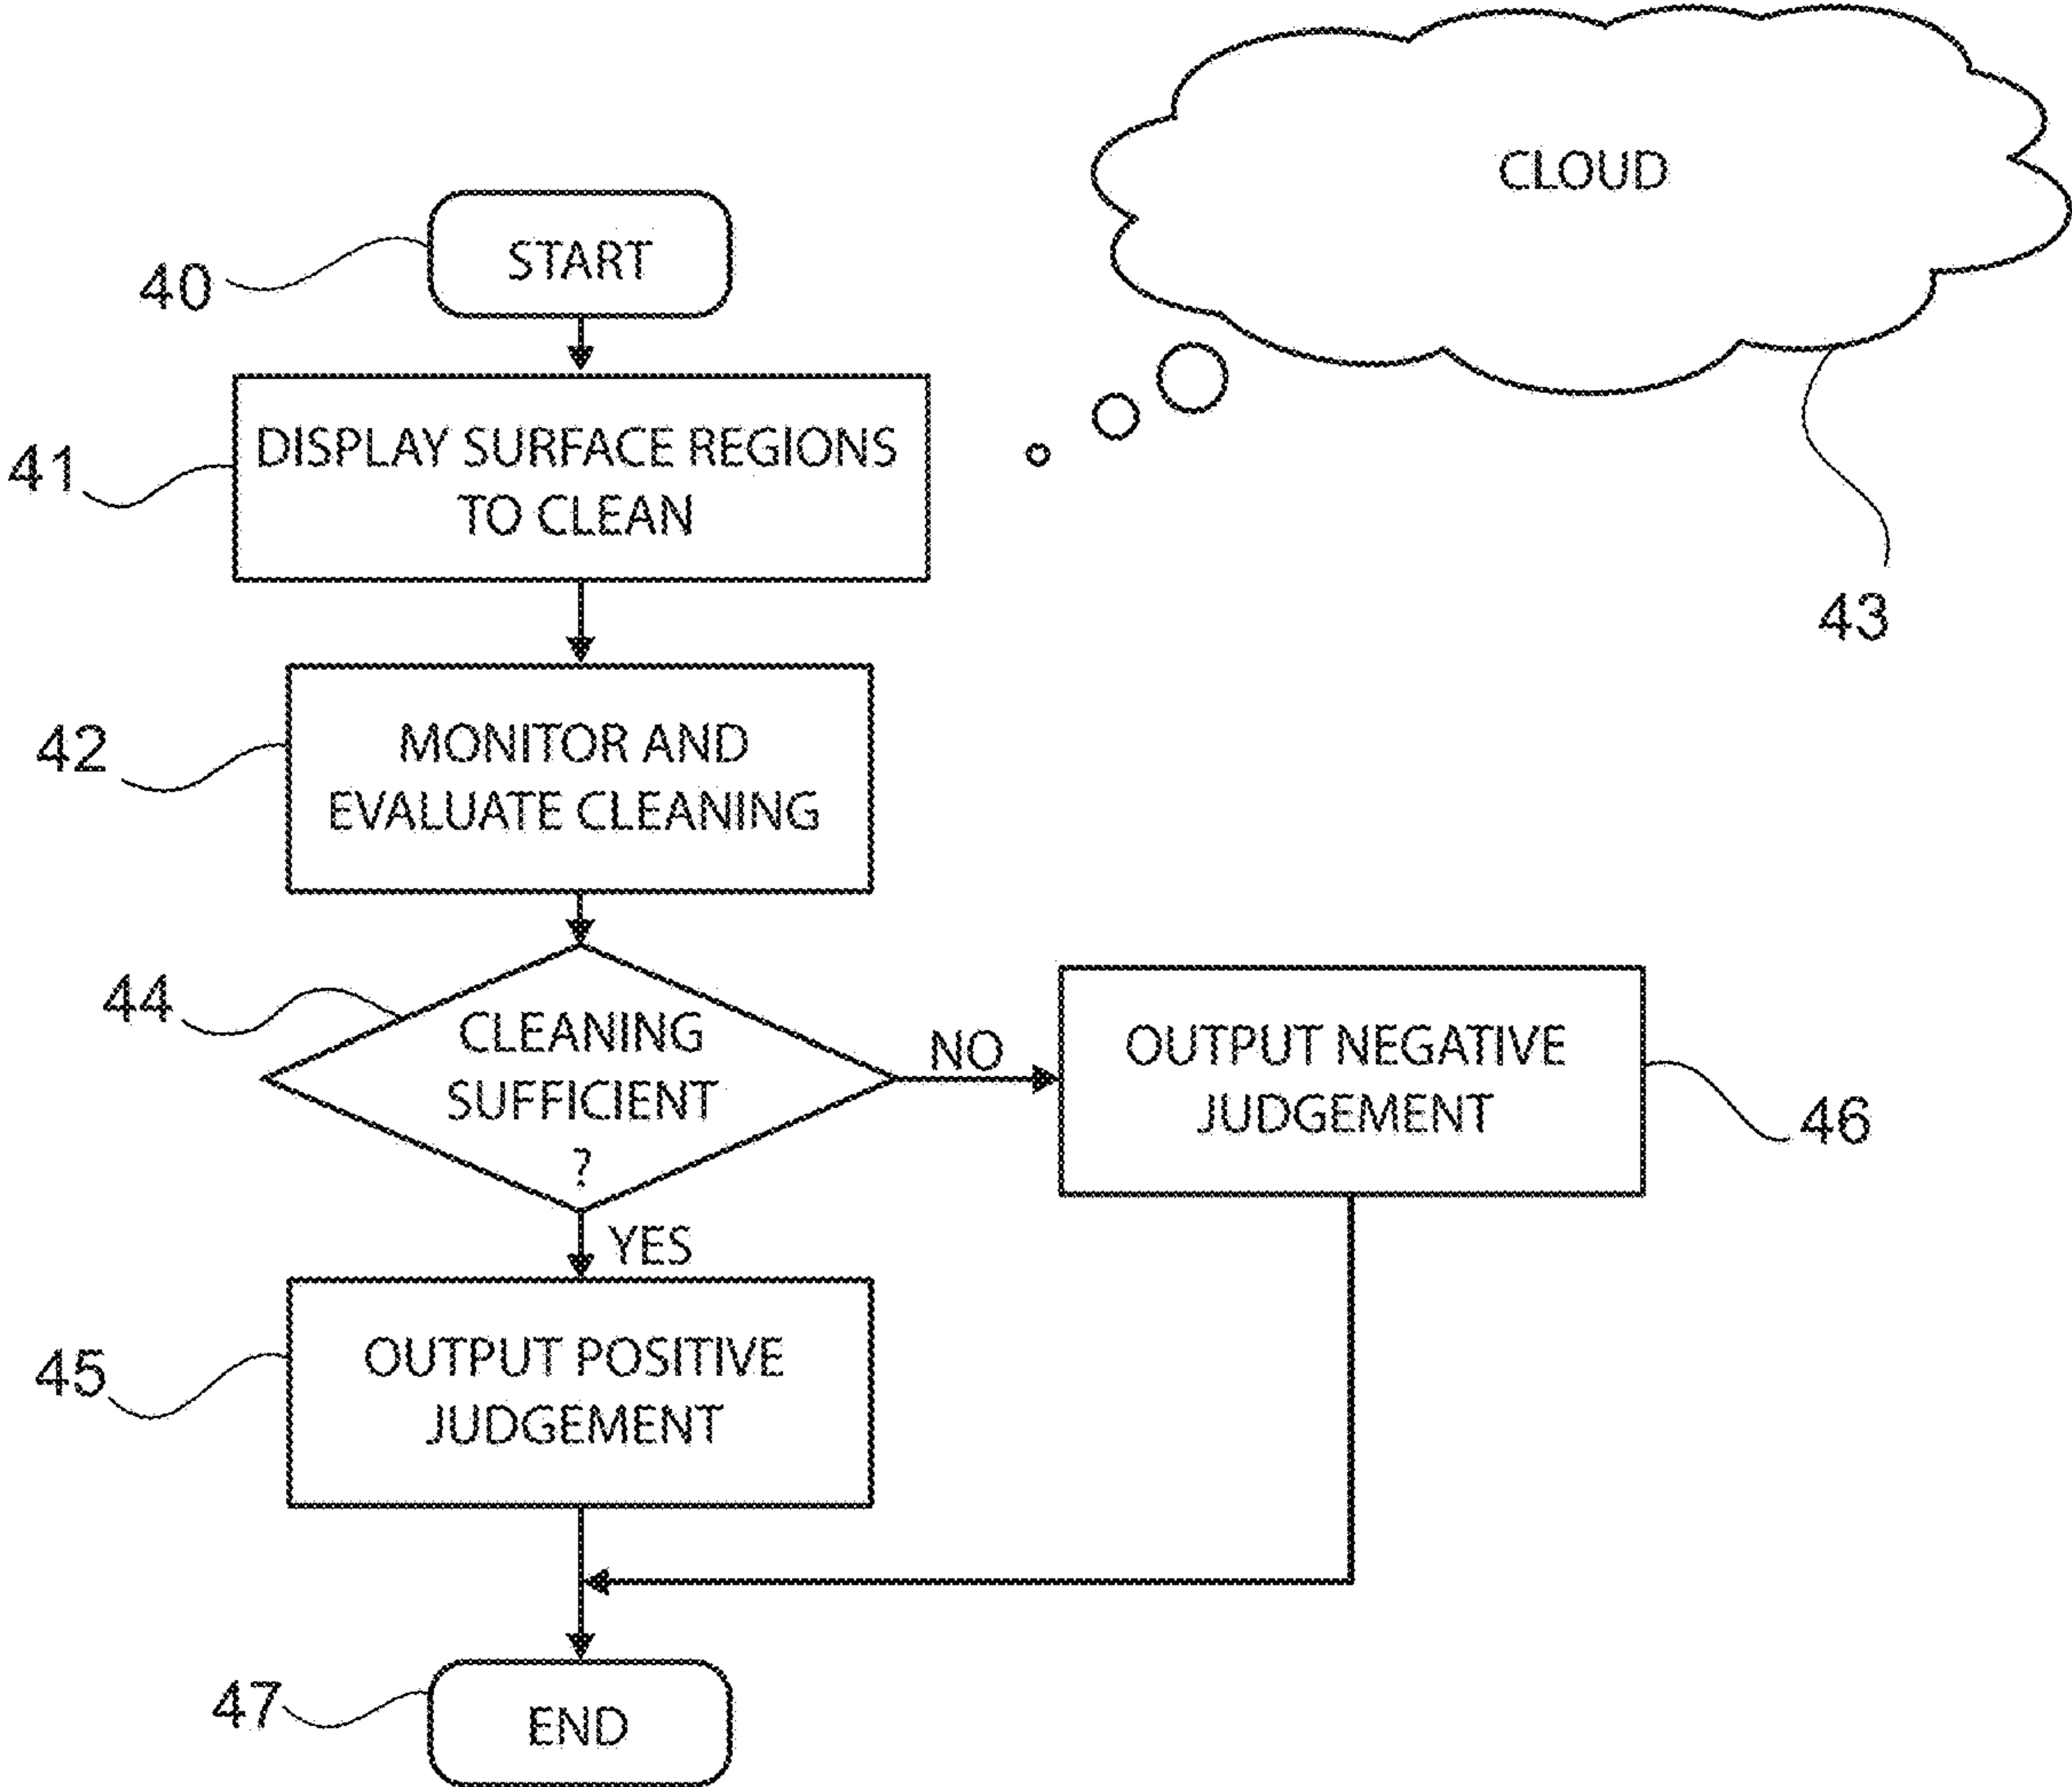 CLOUD
START
40
DISPLAY SURFACE REGIONS
TO CLEAN
41
43
MONITOR AND
EVALUATE CLEANING
42
44
CLEANING
SUFFICIENT
?
NO
OUTPUT NEGATIVE
JUDGEMENT
46
YES
OUTPUT POSITIVE
JUDGEMENT
45
47
END